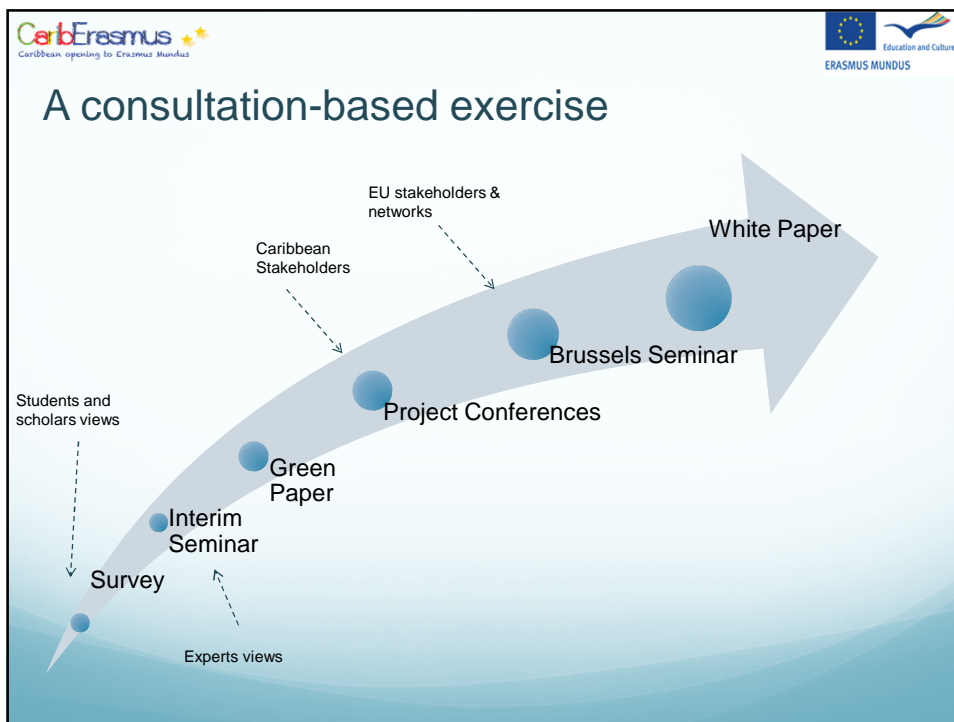 CaribErasmus
Caribbean opening to Erasmus Mundus
Education and Culture
ERASMUS MUNDUS
A consultation-based exercise
EU stakeholders &
networks
White Paper
Caribbean
Stakeholders
Brussels Seminar
Students and
scholars views
Project Conferences
Green
Paper
Interim
Seminar
Survey
Experts views